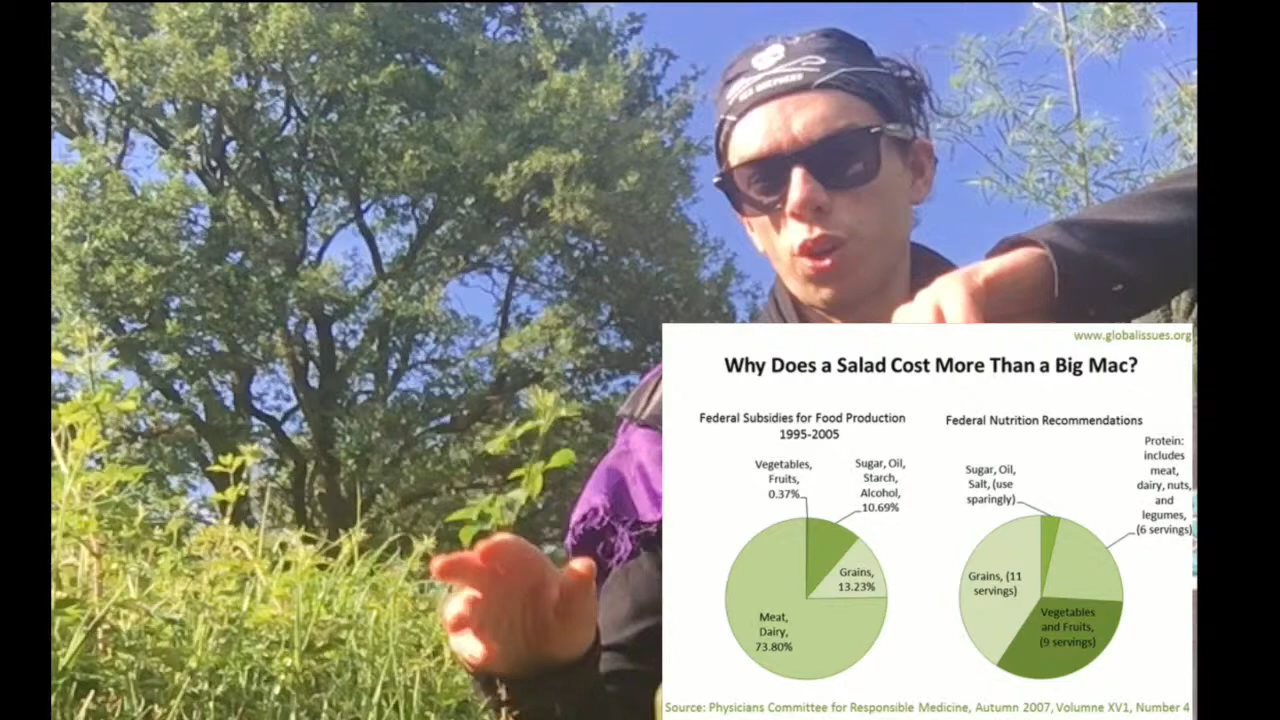 SEA SHEPHERD
www.globalissues.org
Why Does a Salad Cost More Than a Big Mac?
Federal Subsidies for Food Production
1995-2005
Vegetables,
Fruits,
0.37%
Sugar, Oil,
Starch,
Alcohol,
10.69%
Grains,
13.23%
Meat,
Dairy,
73.80%
Federal Nutrition Recommendations
Sugar, Oil,
Salt, (use
sparingly)
Protein:
includes
meat,
dairy, nuts,
and
legumes,
(6 servings)
Grains, (11
servings)
Vegetables
and Fruits,
(9 servings)
Source: Physicians Committee for Responsible Medicine, Autumn 2007, Volumne XV1, Number 4